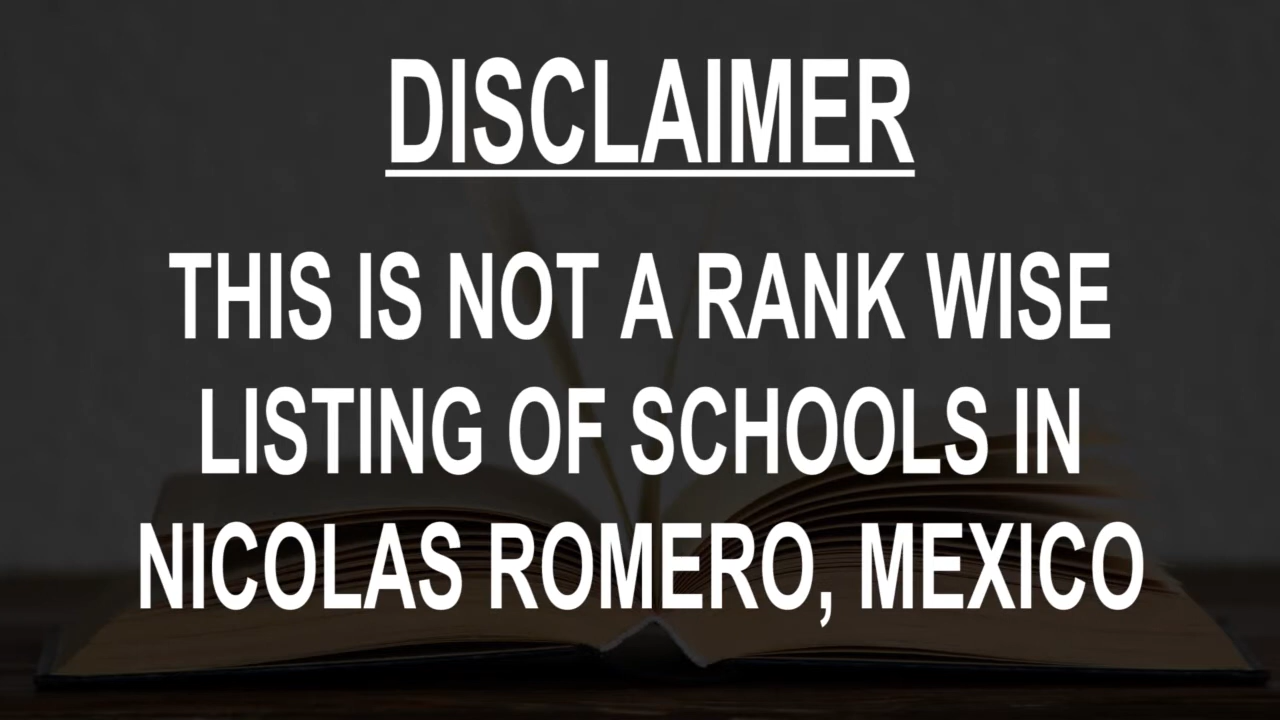 DISCLAIMER
THIS IS NOT A RANK WISE
LISTING OF SCHOOLS IN
NICOLAS ROMERO, MEXICO